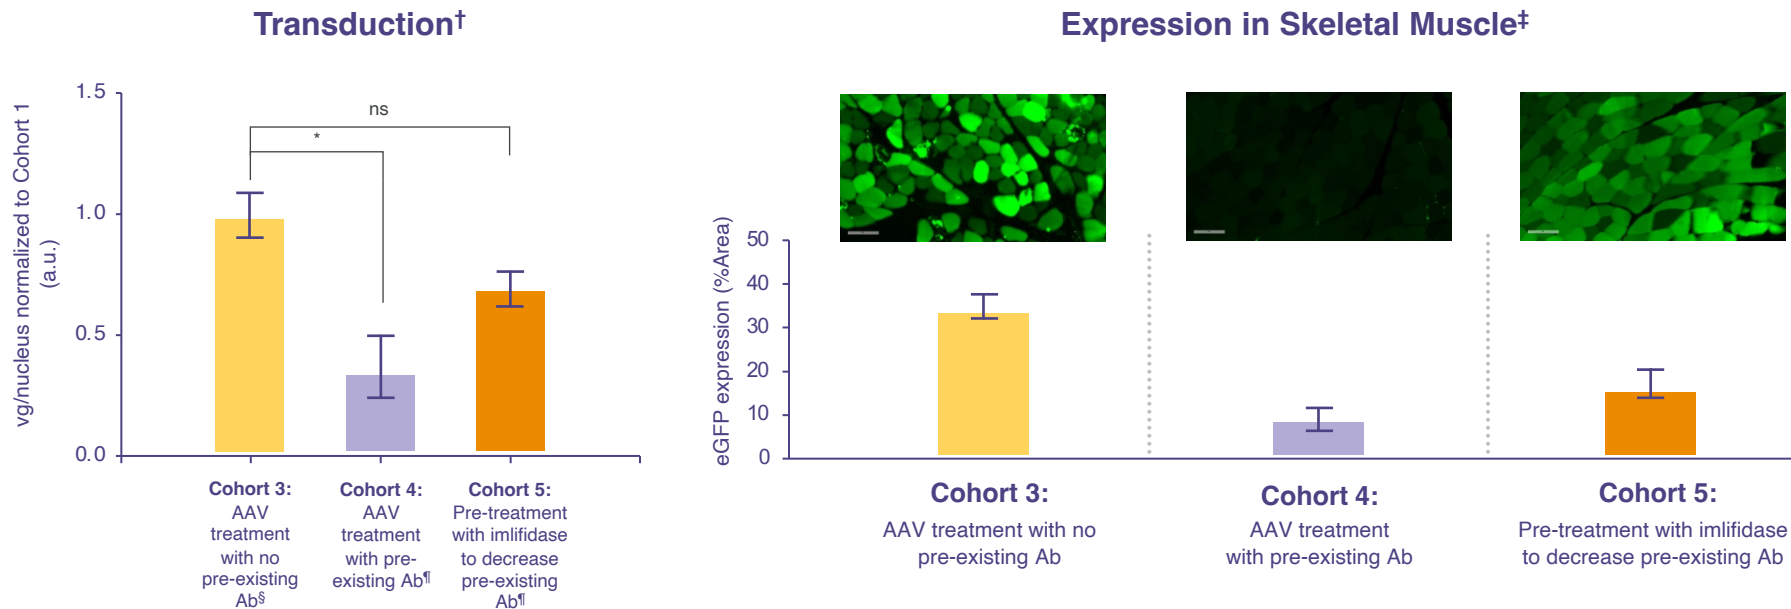 Transduction†
Expression in Skeletal Muscle‡
vg/nucleus normalized to Cohort 1
(a.u.)
1.5
1.0
0.5
0.0
ns
*
Cohort 3:
AAV
treatment
with no
pre-existing
Ab§
Cohort 4:
AAV
treatment
with pre-
existing Ab¶
Cohort 5:
Pre-treatment
with imlifidase
to decrease
pre-existing
Ab¶
eGFP expression (%Area)
50
40
30
20
10
0
Cohort 3:
AAV treatment with no
pre-existing Ab
Cohort 4:
AAV treatment
with pre-existing Ab
Cohort 5:
Pre-treatment with imlifidase
to decrease pre-existing Ab